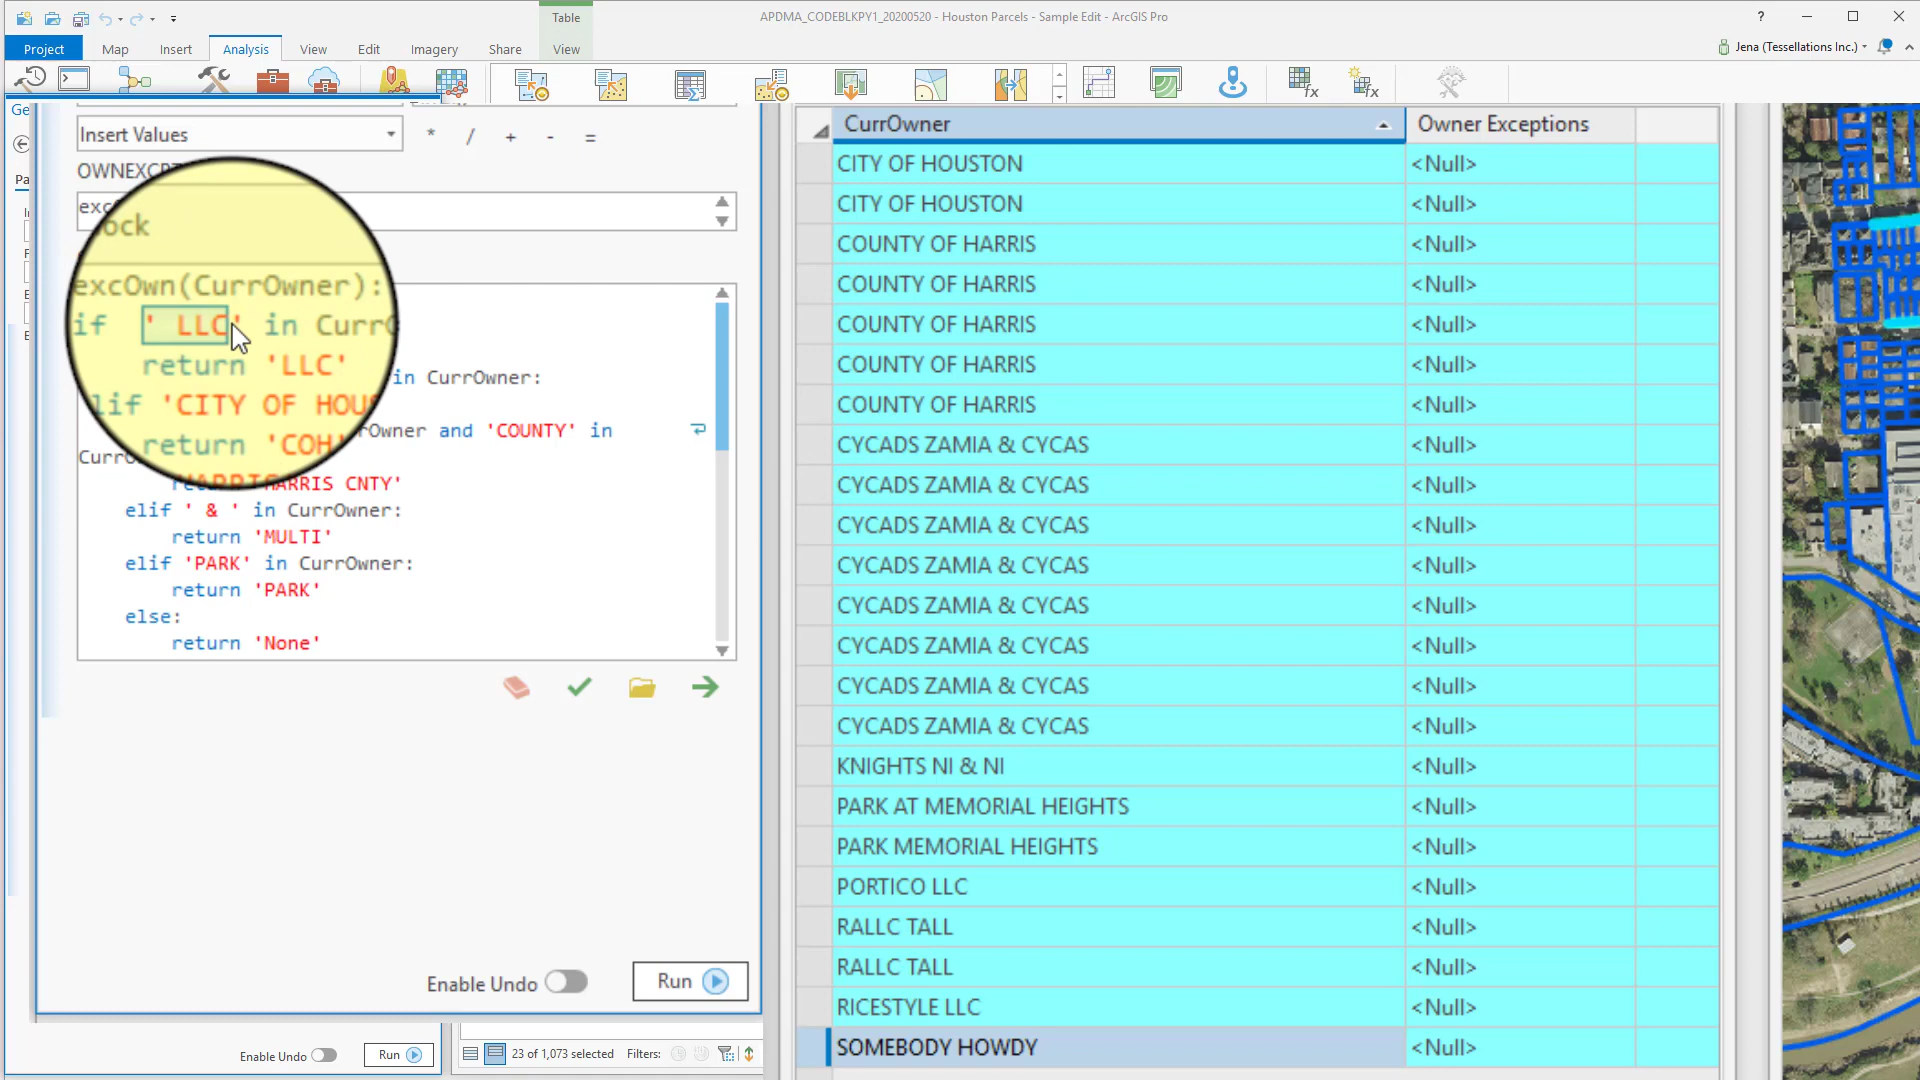 Table
APDMA_CODEBLKPY1_20200520 - Houston Parcels - Sample Edit - ArcGIS Pro
?
Project
Map
Insert
Analysis
View
Edit
Imagery
Share
View
Jena (Tessellations Inc.)
Ge
Pa
Insert Values
* / + - =
exc
ock
excOwn(CurrOwner):
if ' LLC' in Curr
return 'LLC'
in CurrOwner:
lif 'CITY OF HOUS
return 'COH'
Owner and 'COUNTY' in
HARRIS CNTY'
elif ' & ' in CurrOwner:
return 'MULTI'
elif 'PARK' in CurrOwner:
return 'PARK'
else:
return 'None'
Enable Undo
Run
Enable Undo
Run
23 of 1,073 selected
Filters:
CurrOwner Owner Exceptions
CITY OF HOUSTON <Null>
CITY OF HOUSTON <Null>
COUNTY OF HARRIS <Null>
COUNTY OF HARRIS <Null>
COUNTY OF HARRIS <Null>
COUNTY OF HARRIS <Null>
COUNTY OF HARRIS <Null>
CYCADS ZAMIA & CYCAS <Null>
CYCADS ZAMIA & CYCAS <Null>
CYCADS ZAMIA & CYCAS <Null>
CYCADS ZAMIA & CYCAS <Null>
CYCADS ZAMIA & CYCAS <Null>
CYCADS ZAMIA & CYCAS <Null>
CYCADS ZAMIA & CYCAS <Null>
CYCADS ZAMIA & CYCAS <Null>
KNIGHTS NI & NI <Null>
PARK AT MEMORIAL HEIGHTS <Null>
PARK MEMORIAL HEIGHTS <Null>
PORTICO LLC <Null>
RALLC TALL <Null>
RALLC TALL <Null>
RICESTYLE LLC <Null>
SOMEBODY HOWDY <Null>